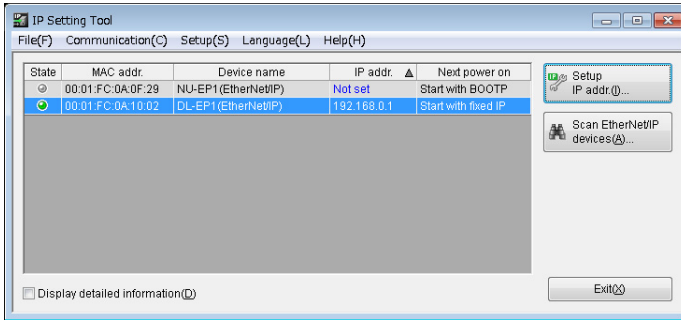 IP Setting Tool
File(F) Communication(C) Setup(S) Language(L) Help(H)
State MAC addr. Device name IP addr. Next power on
00:01:FC:0A:0F:29 NU-EP1(EtherNet/IP) Not set Start with BOOTP
00:01:FC:0A:10:02 DL-EP1(EtherNet/IP) 192.168.0.1 Start with fixed IP
Setup
IP addr.(I)...
Scan EtherNet/IP
devices(A)...
Display detailed information(D)
Exit(X)